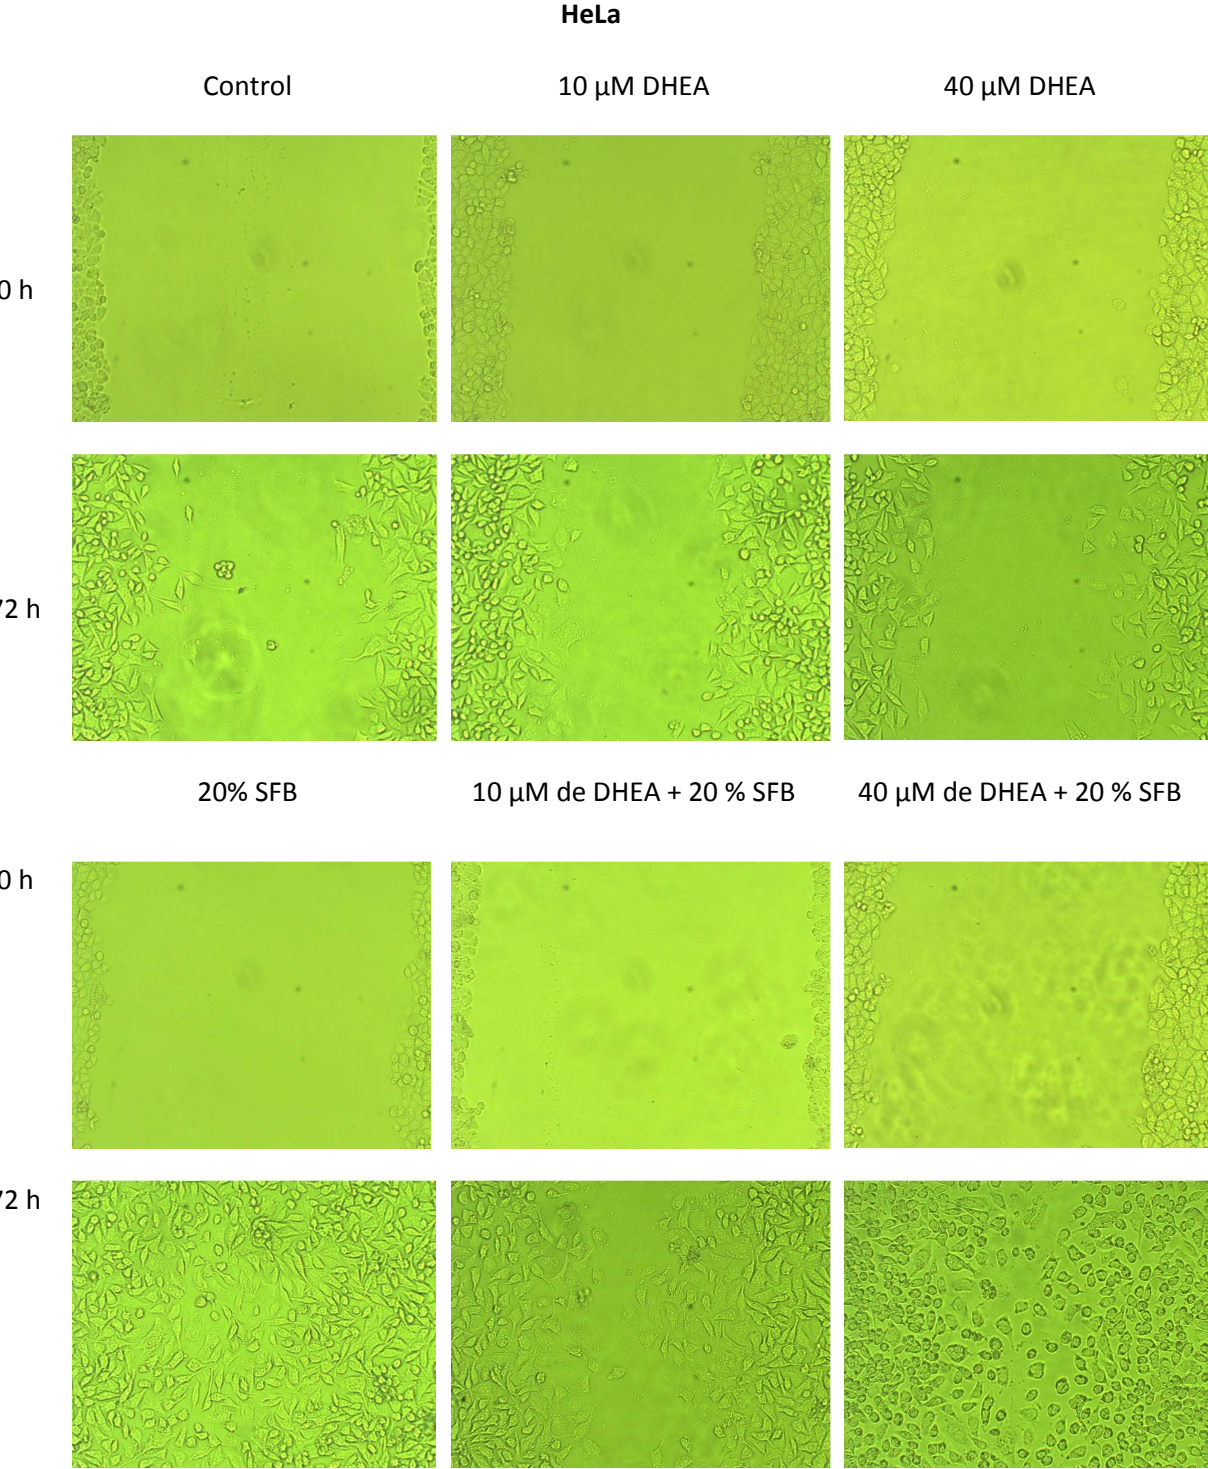 HeLa
Control 10 µM DHEA 40 µM DHEA
0 h
72 h
20% SFB 10 µM de DHEA + 20 % SFB 40 µM de DHEA + 20 % SFB
0 h
72 h